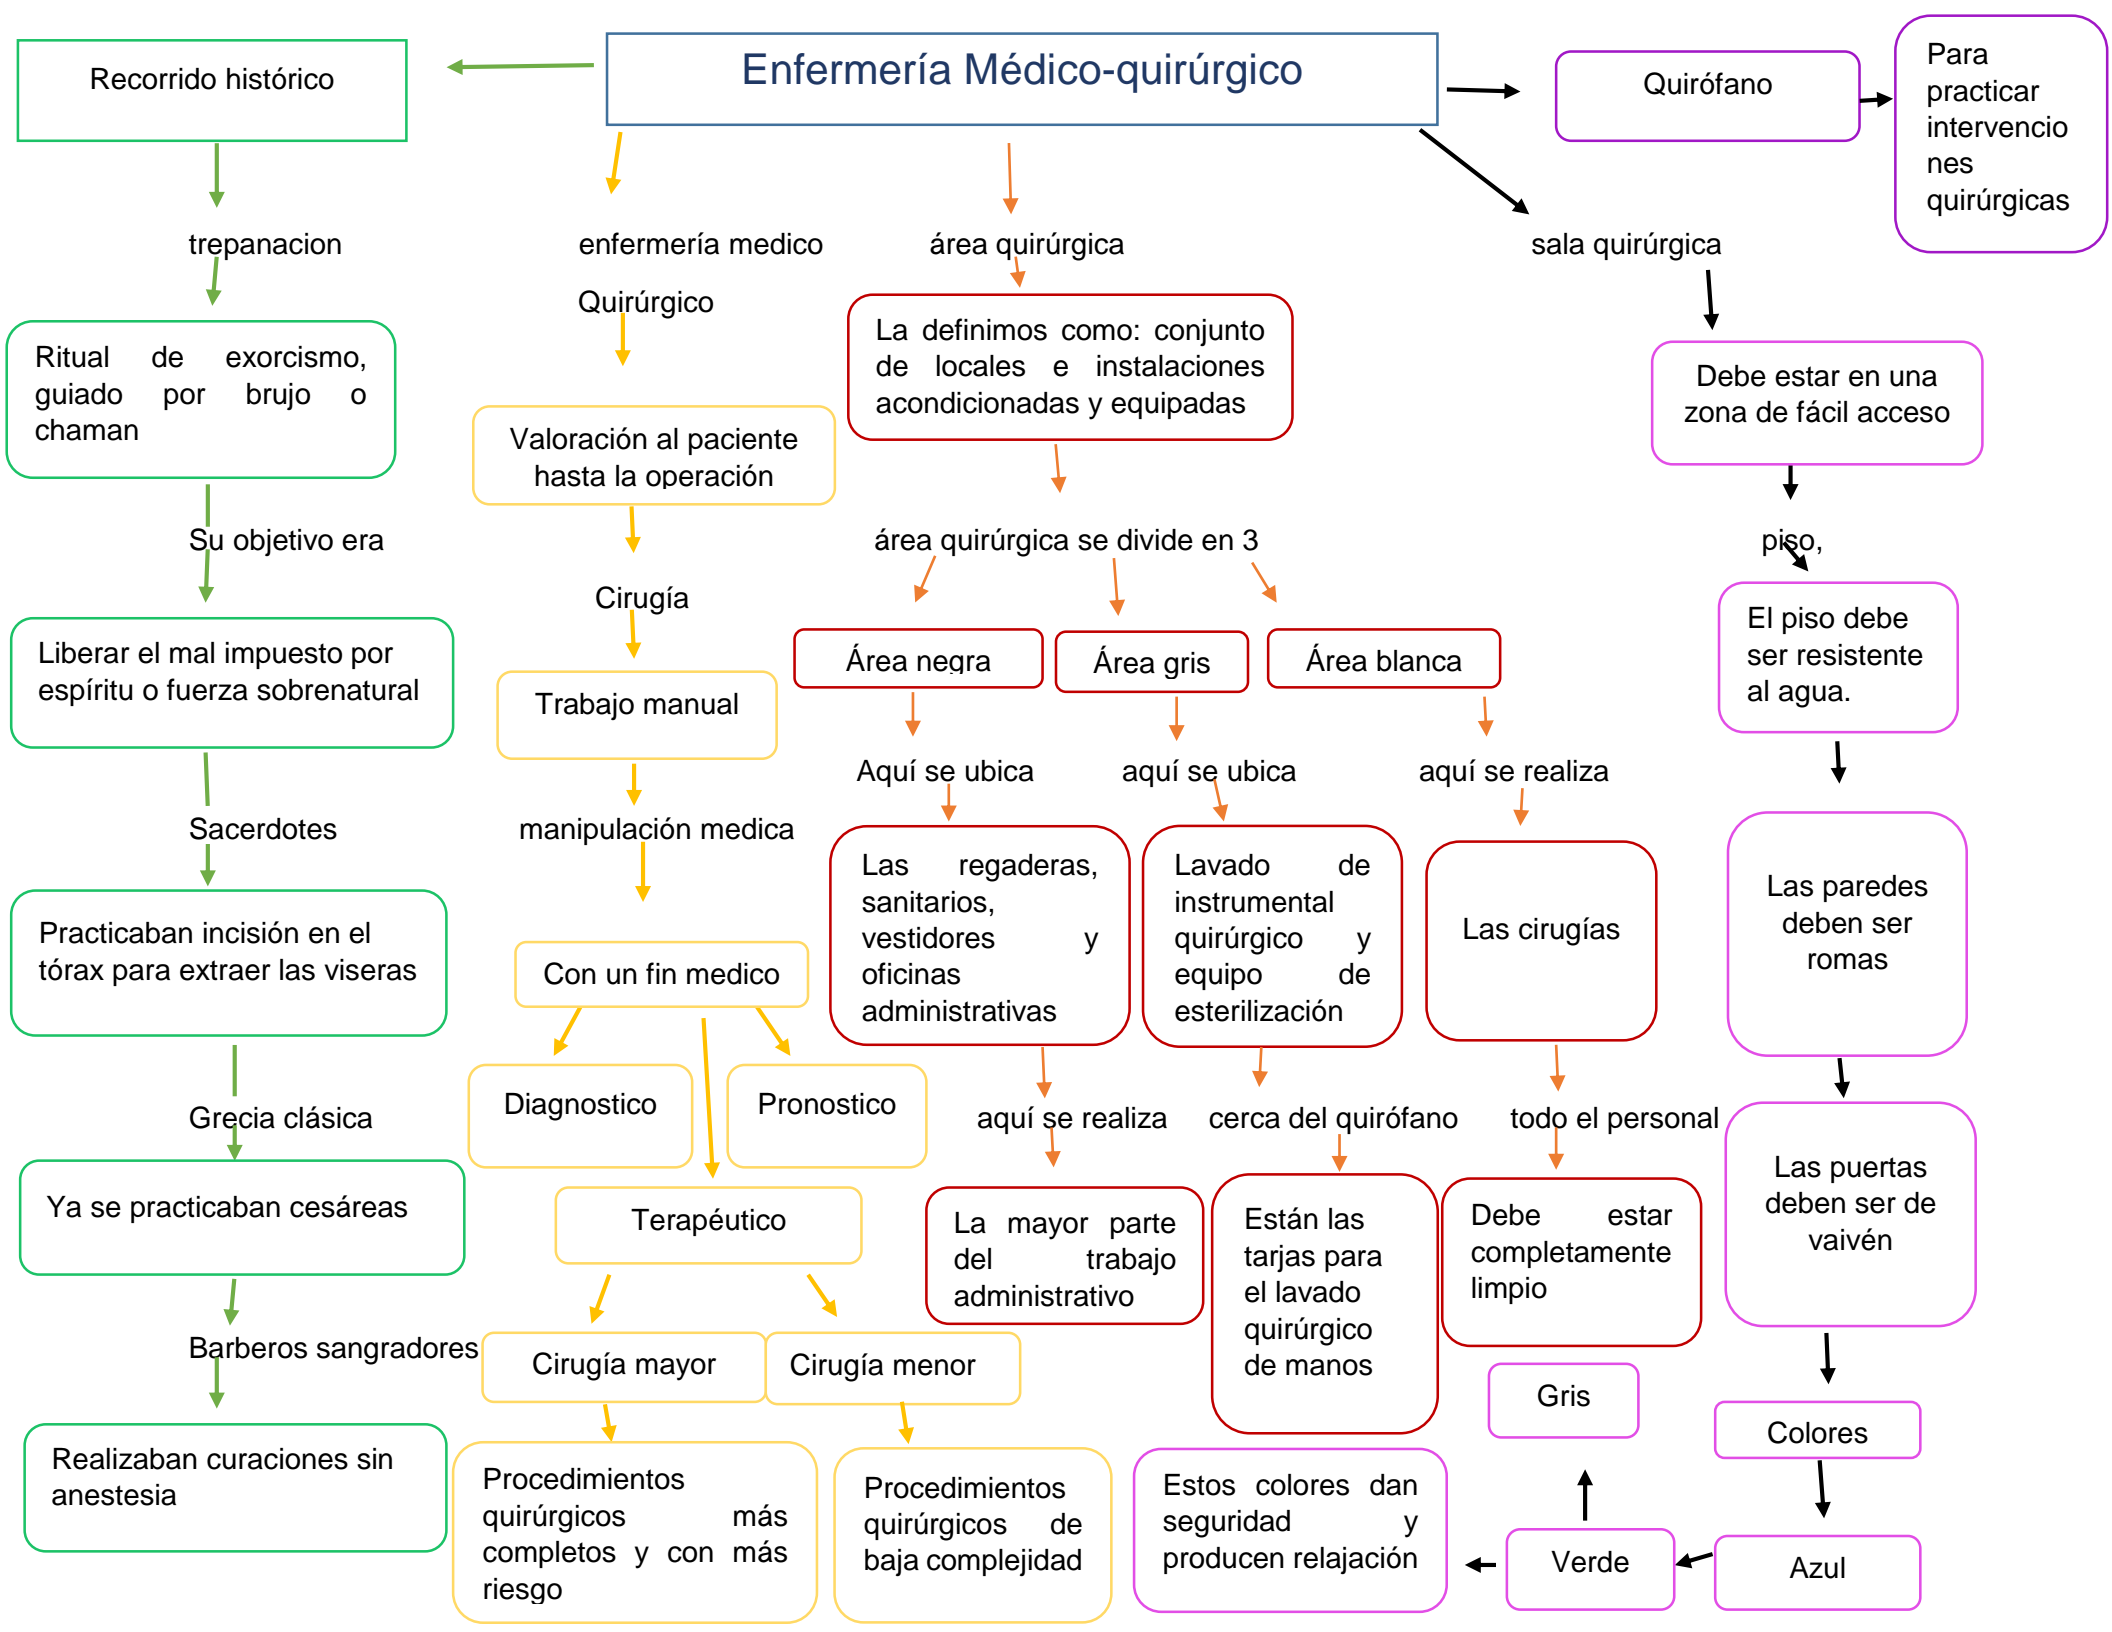 Enfermería Médico-quirúrgico
Recorrido histórico
trepanacion
Ritual de exorcismo,
guiado por brujo o
chaman
Su objetivo era
Liberar el mal impuesto por
espíritu o fuerza sobrenatural
Sacerdotes
Practicaban incisión en el
tórax para extraer las viseras
Grecia clásica
Ya se practicaban cesáreas
Barberos sangradores
Realizaban curaciones sin
anestesia
enfermería medico
Quirúrgico
Valoración al paciente
hasta la operación
Cirugía
Trabajo manual
manipulación medica
Con un fin medico
Diagnostico
Pronostico
Terapéutico
Cirugía mayor
Cirugía menor
Procedimientos
quirúrgicos más
completos y con más
riesgo
Procedimientos
quirúrgicos de
baja complejidad
área quirúrgica
La definimos como: conjunto
de locales e instalaciones
acondicionadas y equipadas
área quirúrgica se divide en 3
Área negra
Área gris
Área blanca
Aquí se ubica
aquí se ubica
aquí se realiza
Las regaderas,
sanitarios,
vestidores y
oficinas
administrativas
Lavado de
instrumental
quirúrgico y
equipo de
esterilización
Las cirugías
aquí se realiza
cerca del quirófano
todo el personal
La mayor parte
del trabajo
administrativo
Están las
tarjas para
el lavado
quirúrgico
de manos
Debe estar
completamente
limpio
Quirófano
Para
practicar
intervencio
nes
quirúrgicas
sala quirúrgica
Debe estar en una
zona de fácil acceso
piso,
El piso debe
ser resistente
al agua.
Las paredes
deben ser
romas
Las puertas
deben ser de
vaivén
Colores
Azul
Verde
Gris
Estos colores dan
seguridad y
producen relajación